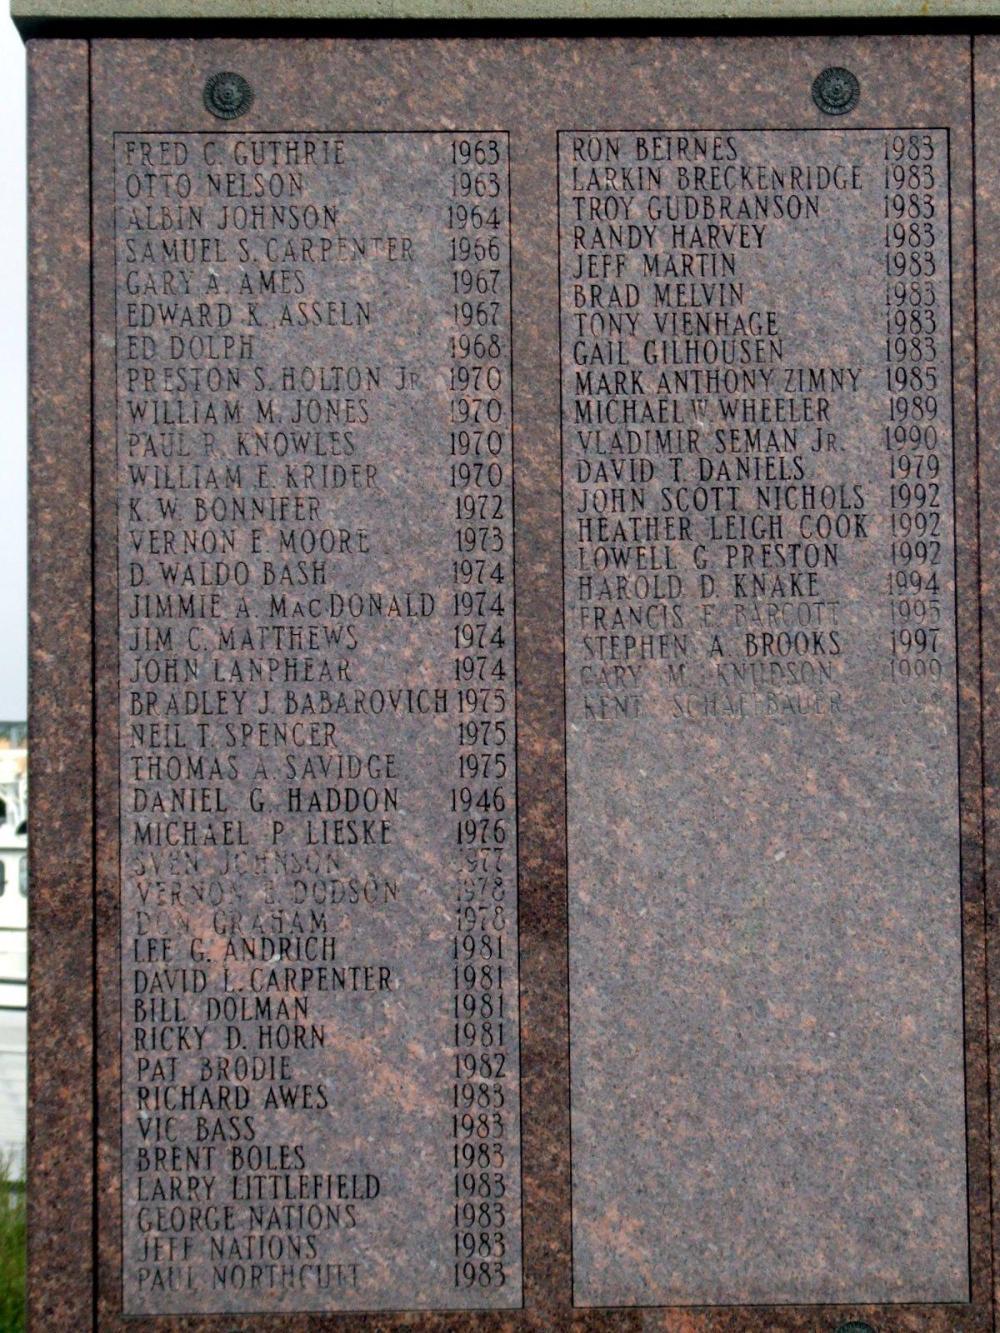 FRED C. GUTHRIE 1963
OTTO NELSON 1963
ALBIN JOHNSON 1964
SAMUEL S. CARPENTER 1966
GARY A. AMES 1967
EDWARD K. ASSELN 1967
ED DOLPH 1968
PRESTON S. HOLTON JR. 1970
WILLIAM M. JONES 1970
PAUL R. KNOWLES 1970
WILLIAM E. KRIDER 1970
K.W. BONNIFER 1972
VERNON E. MOORE 1973
D. WALDO BASH 1974
JIMMIE A. MACDONALD 1974
JIM C. MATTHEWS 1974
JOHN LANPHEAR 1974
BRADLEY J. BABAROVICH 1975
NEIL T. SPENCER 1975
THOMAS A. SAVIDGE 1975
DANIEL G. HADDON 1946
MICHAEL P. LIESKE 1976
SVEN JOHNSON 1977
VERNON E. DODSON 1978
DON GRAHAM 1978
LEE G. ANDRICH 1981
DAVID L. CARPENTER 1981
BILL DOLMAN 1981
RICKY D. HORN 1981
PAT BRODIE 1982
RICHARD AWES 1983
VIC BASS 1983
BRENT BOLES 1983
LARRY LITTLEFIELD 1983
GEORGE NATIONS 1983
JEFF NATIONS 1983
PAUL NORTHCUTT 1983
RON BEIRNES 1983
LARKIN BRECKENRIDGE 1983
TROY GUDBRANSON 1983
RANDY HARVEY 1983
JEFF MARTIN 1983
BRAD MELVIN 1983
TONY VIENHAGE 1983
GAIL GILHOUSEN 1983
MARK ANTHONY ZIMNY 1985
MICHAEL W. WHEELER 1989
VLADIMIR SEMAN JR. 1990
DAVID T. DANIELS 1979
JOHN SCOTT NICHOLS 1992
HEATHER LEIGH COOK 1992
LOWELL G. PRESTON 1992
HAROLD D. KNAKE 1994
FRANCIS E. BARCOTT 1995
STEPHEN A. BROOKS 1997
GARY M. KNUDSON 1999
KENT SCHAEFBAUER